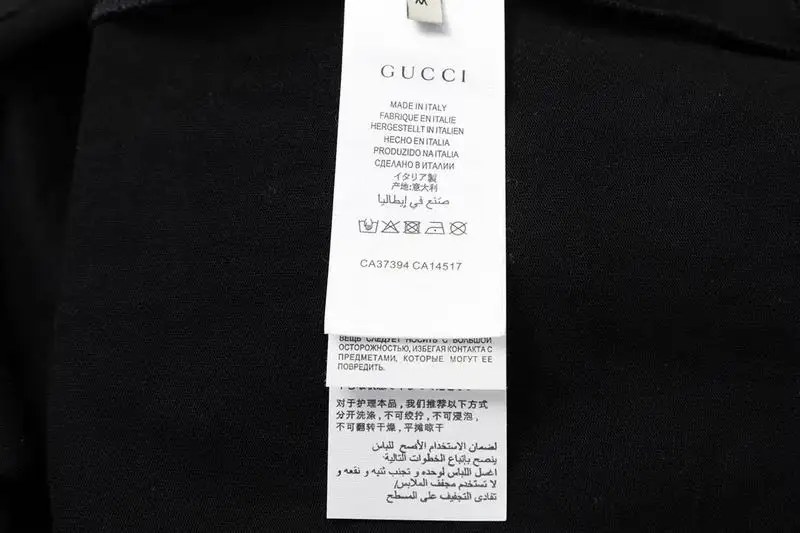 GUCCI
MADE IN ITALY
FABRIQUE EN ITALIE
HERGESTELLT IN ITALIEN
HECHO EN ITALIA
PRODUZIDO NA ITALIA
СДЕЛАНО В ИТАЛИИ
イタリア製
产地:意大利
صنع في إيطاليا
CA37394 CA14517
ВЕЩЬ СЛЕДУЕТ НОСИТЬ С БОЛЬШОЙ
ОСТОРОЖНОСТЬЮ, ИЗБЕГАЯ КОНТАКТА С
ПРЕДМЕТАМИ, КОТОРЫЕ МОГУТ ЕЕ
ПОВРЕДИТЬ.
对于护理本品，我们推荐以下方式
分开洗涤，不可绞拧，不可浸泡，
不可翻转干燥，平摊晾干
لضمان الاستخدام الأفصح للباس
ينصح بإتباع الخطوات التالية:
اغسل اللباس لوحده و تجنب ثنيه و نقعه و
لا تستخدم مجفف الملابس/
تفادى التجفيف على المسطح